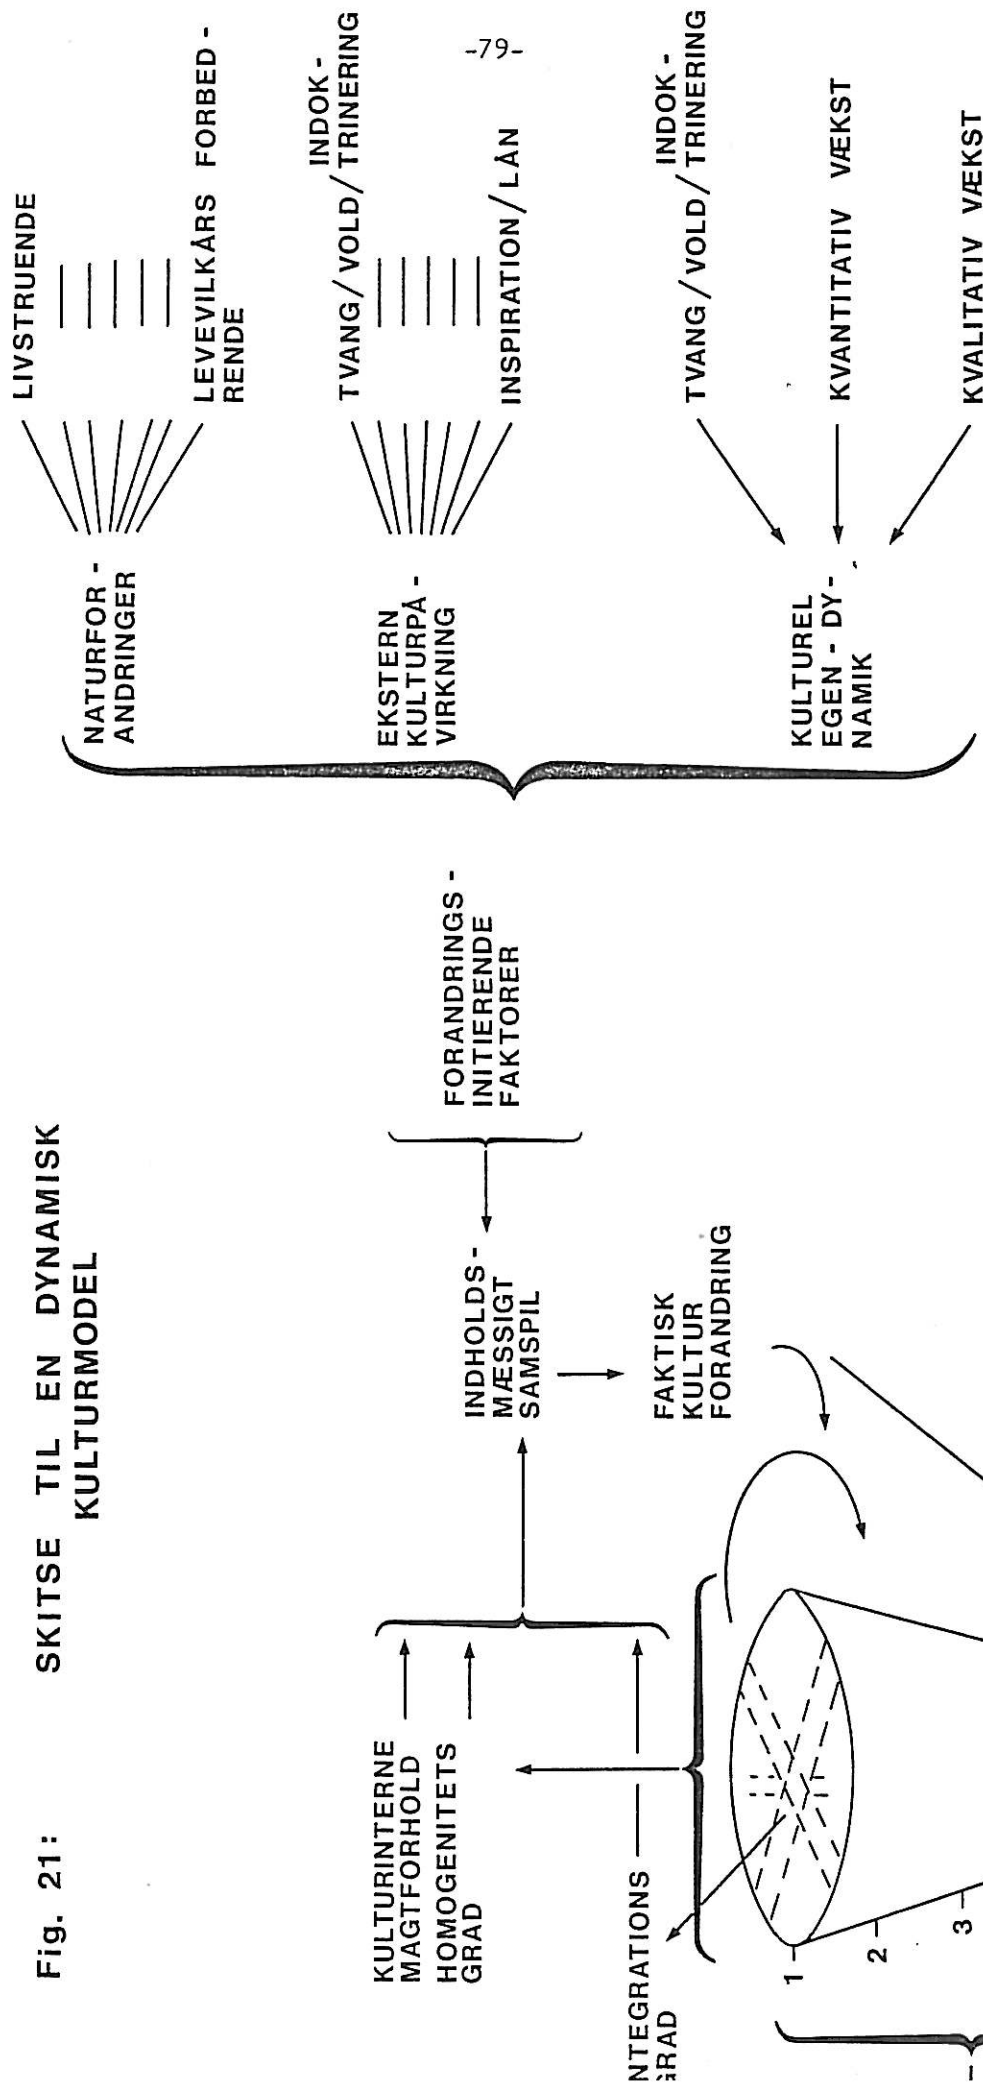 -79-
Fig. 21: SKITSE TIL EN DYNAMISK
KULTURMODEL
LIVSTRUENDE
NATURFOR-
ANDRINGER
LEVEVILKÅRS FORBED-
RENDE
INDOK-
TVANG/VOLD/TRINERING
EKSTERN
KULTURPÅ-
VIRKNING
INSPIRATION/LÅN
INDOK-
TVANG/VOLD/TRINERING
KULTUREL
EGEN-DY-
NAMIK
KVANTITATIV VÆKST
KVALITATIV VÆKST
FORANDRINGS-
INITIERENDE
FAKTORER
INDHOLDS-
MÆSSIGT
SAMSPIL
FAKTISK
KULTUR
FORANDRING
KULTURINTERNE
MAGTFORHOLD
HOMOGENITETS
GRAD
NTEGRATIONS
GRAD
1
2
3